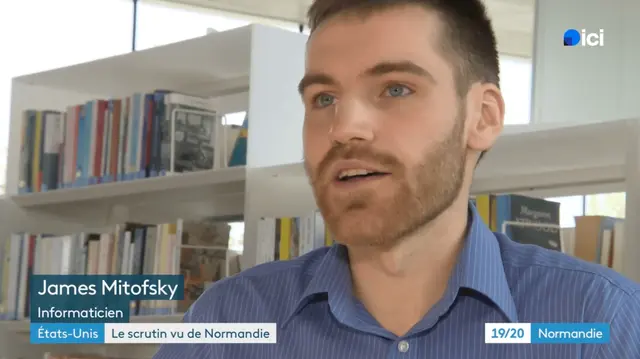 ici
James Mitofsky
Informaticien
États-Unis
Le scrutin vu de Normandie
19/20
Normandie